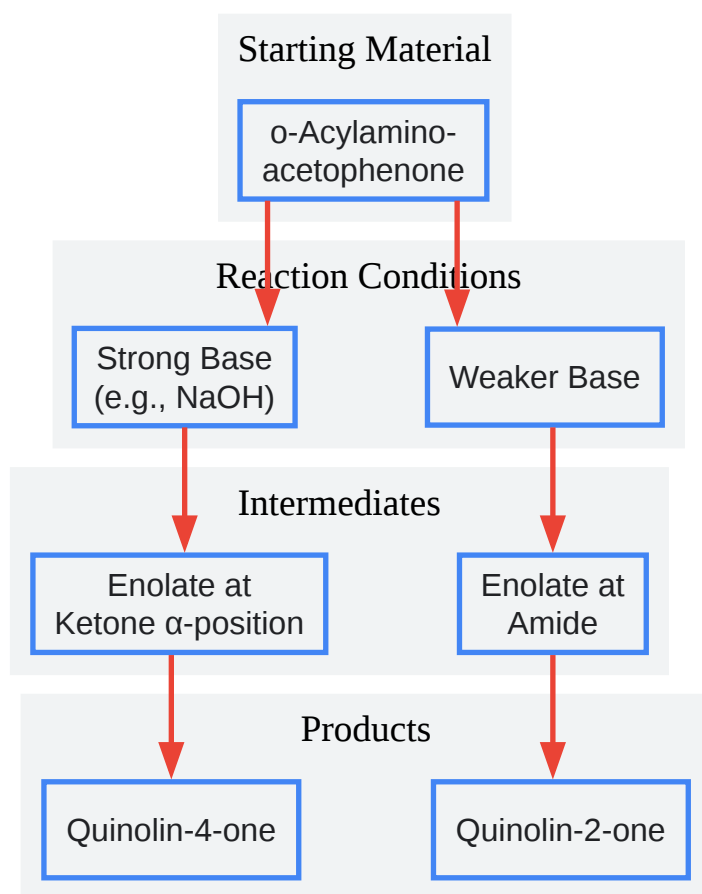 Starting Material
o-Acylamino-
acetophenone
Reaction Conditions
Strong Base
(e.g., NaOH)
Weaker Base
Intermediates
Enolate at
Ketone α-position
Enolate at
Amide
Products
Quinolin-4-one
Quinolin-2-one